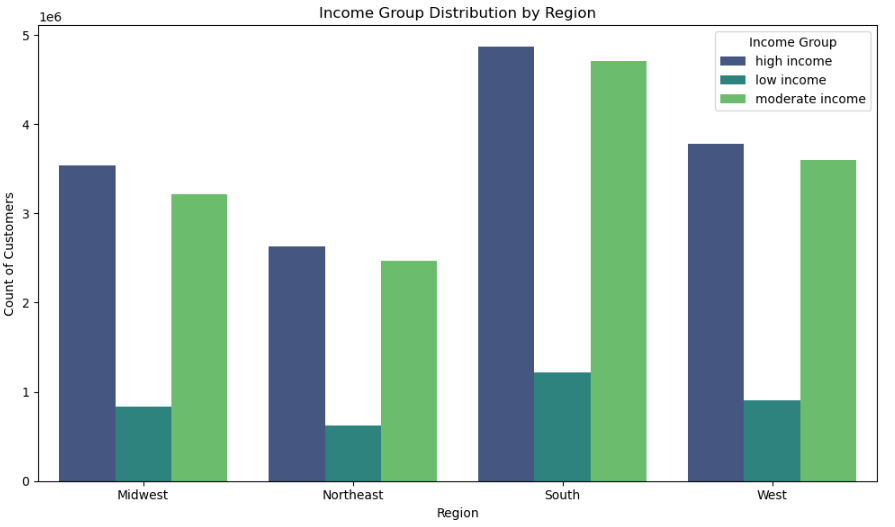 Income Group Distribution by Region
1e6
5
4
3
2
1
0
Count of Customers
Income Group
high income
low income
moderate income
Midwest Northeast South West
Region